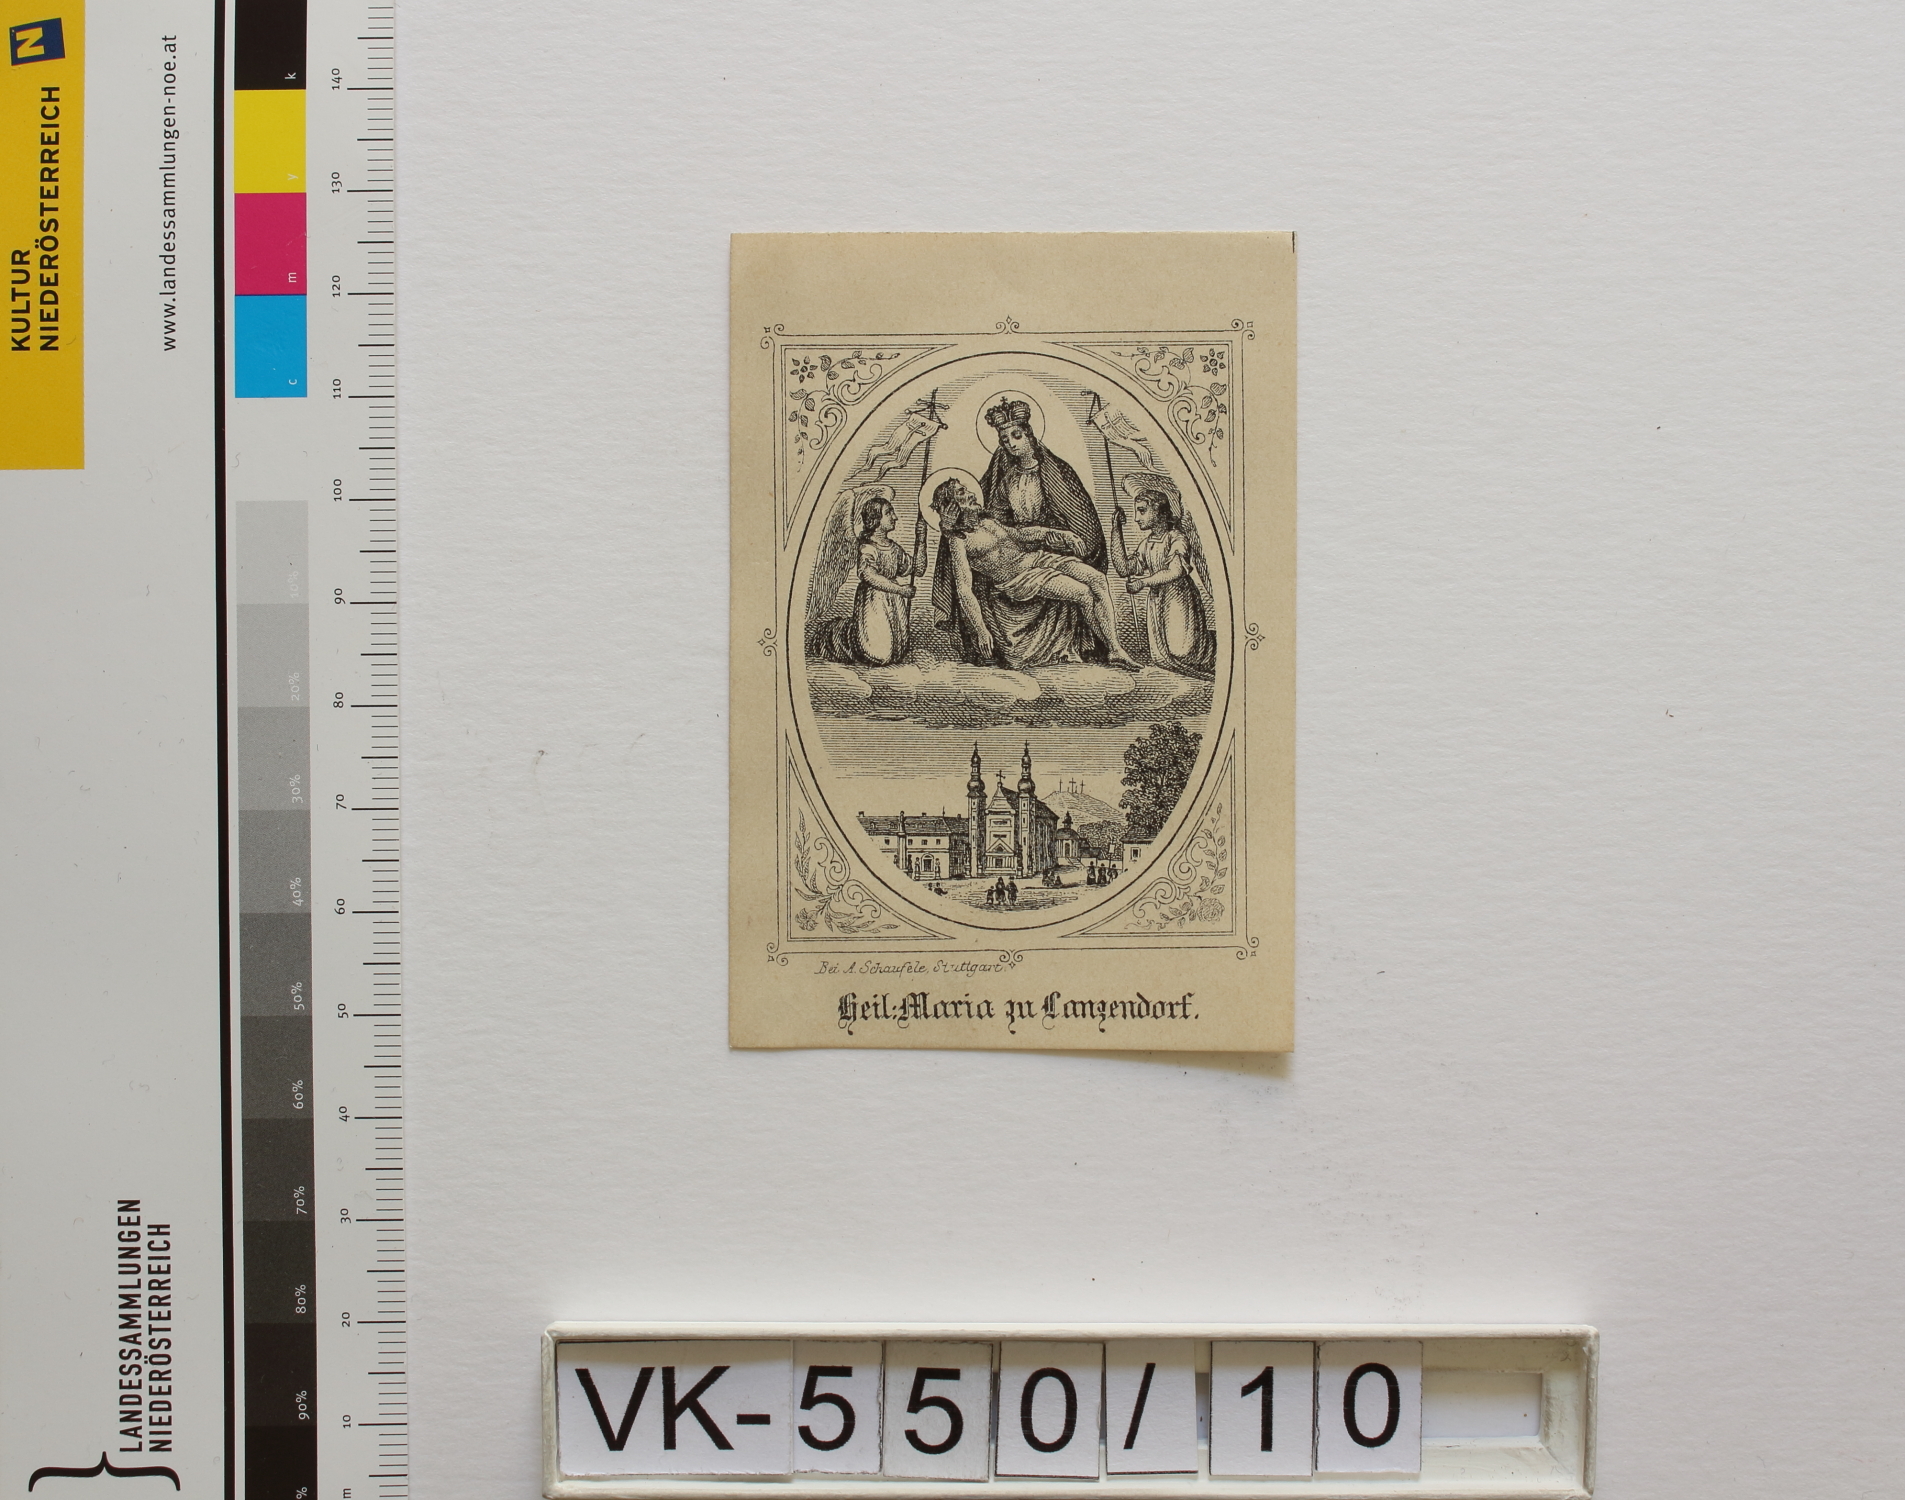 KULTUR
NIEDERÖSTERREICH
N
www.landessammlungen-noe.at
LANDESSAMMLUNGEN
NIEDERÖSTERREICH
k
y
m
c
10%
20%
30%
40%
50%
60%
70%
80%
90%
%
140
130
120
110
100
90
80
70
60
50
40
30
20
10
m
Bei A. Schaufele, Stuttgart.
Heil: Maria zu Lanzendorf.
VK-550/10